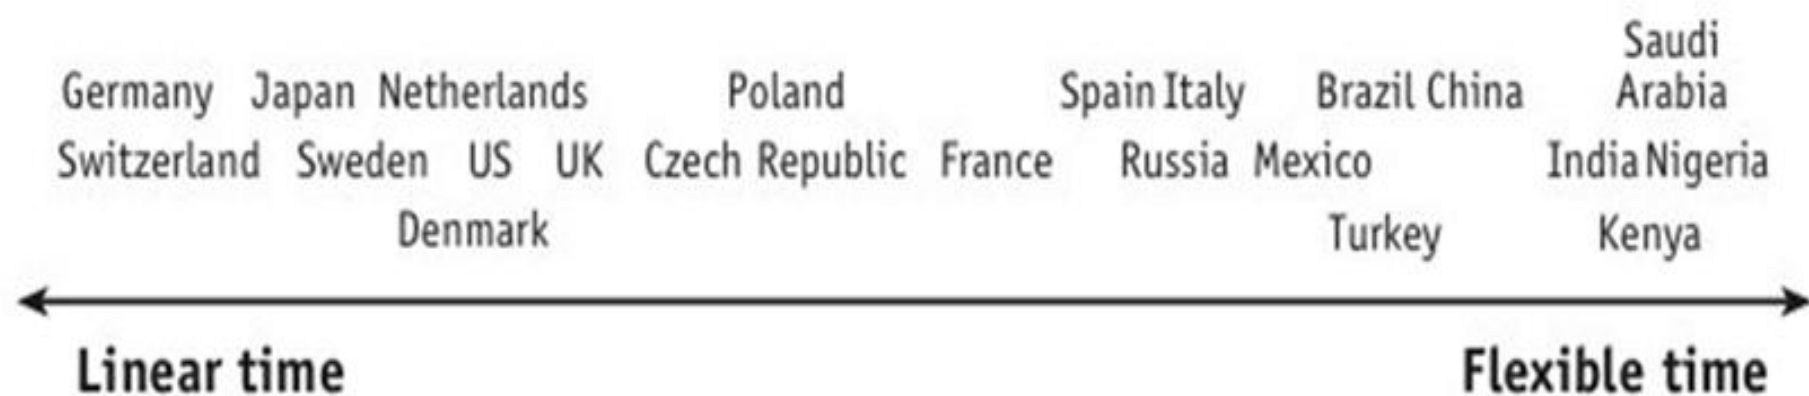 Saudi
Germany Japan Netherlands Poland Spain Italy Brazil China Arabia
Switzerland Sweden US UK Czech Republic France Russia Mexico India Nigeria
Denmark Turkey Kenya
Linear time Flexible time